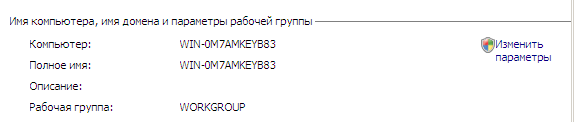 Имя компьютера, имя домена и параметры рабочей группы
Компьютер: WIN-0M7AMKEYB83 Изменить
Полное имя: WIN-0M7AMKEYB83 параметры
Описание:
Рабочая группа: WORKGROUP